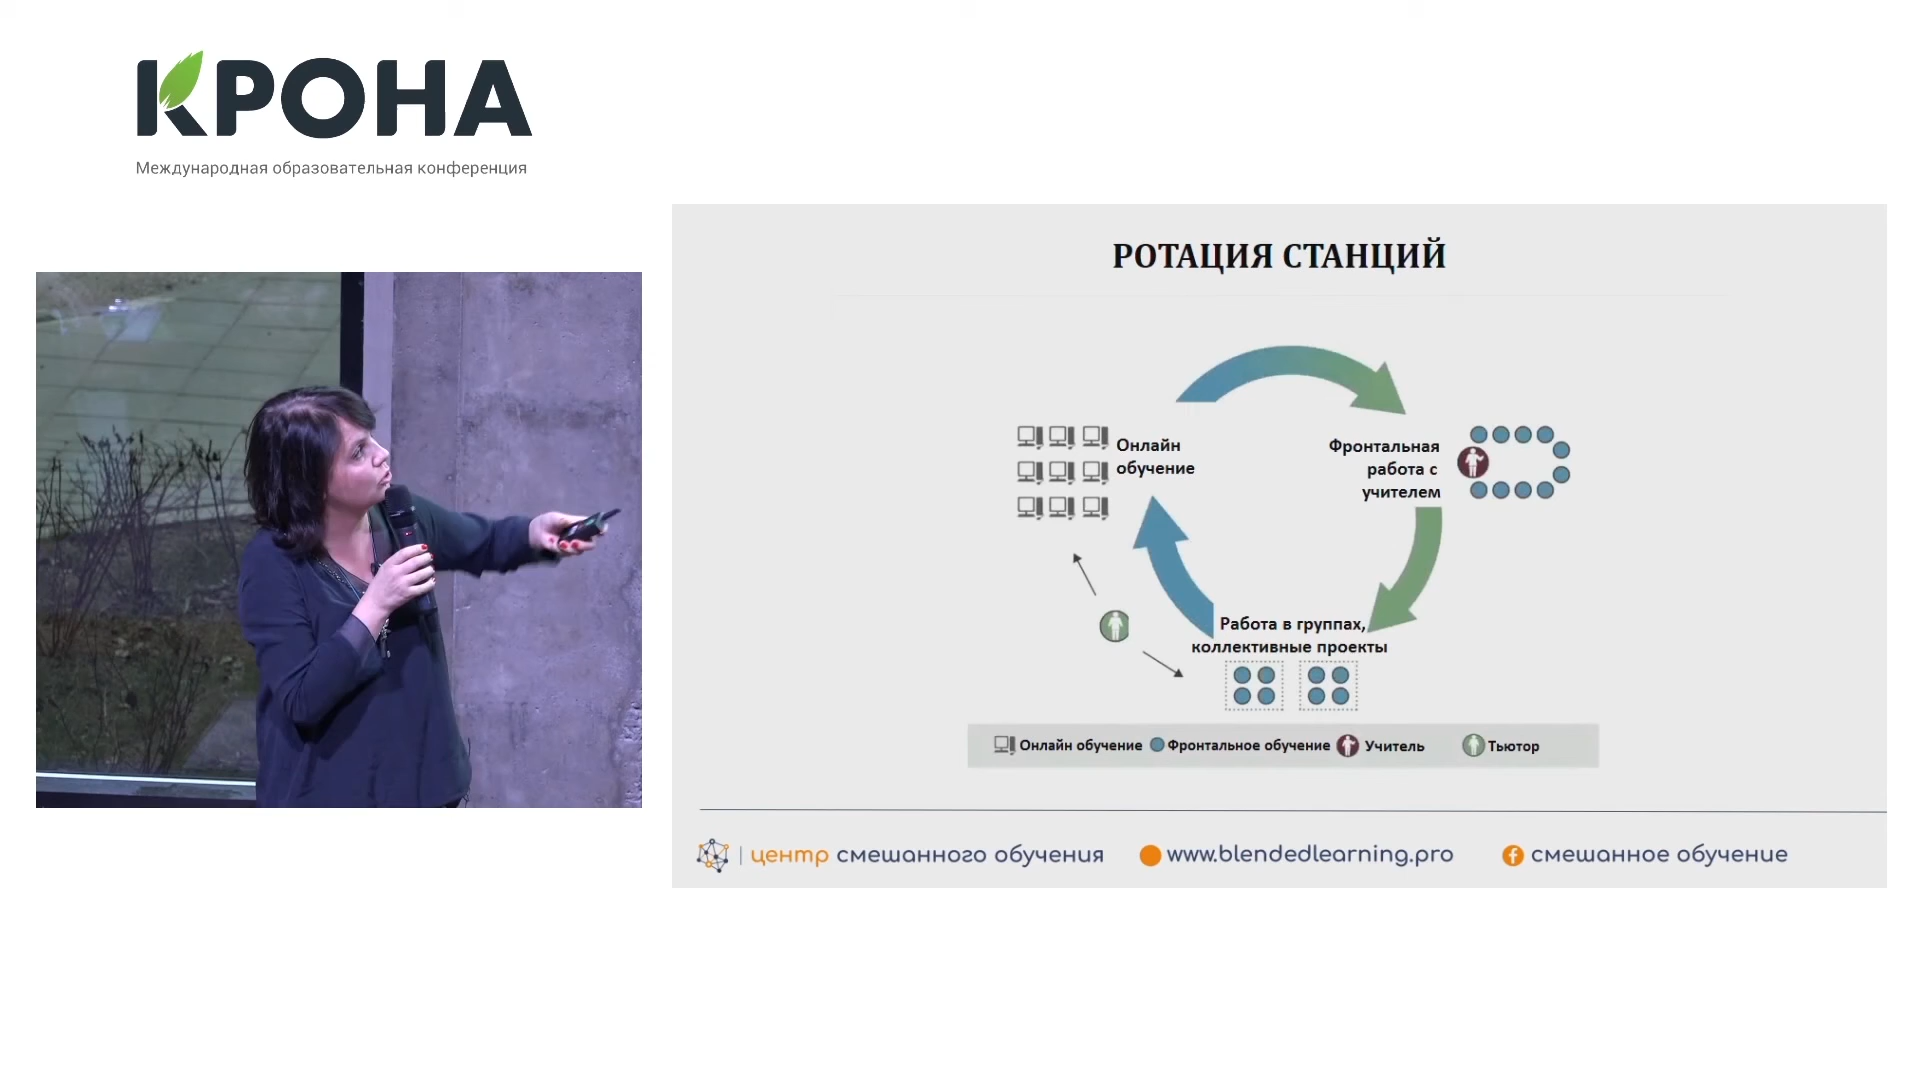 КРОНА
Международная образовательная конференция
РОТАЦИЯ СТАНЦИЙ
Онлайн
обучение
Фронтальная
работа с
учителем
Работа в группах,
коллективные проекты
Онлайн обучение Фронтальное обучение Учитель Тьютор
центр смешанного обучения www.blendedlearning.pro смешанное обучение